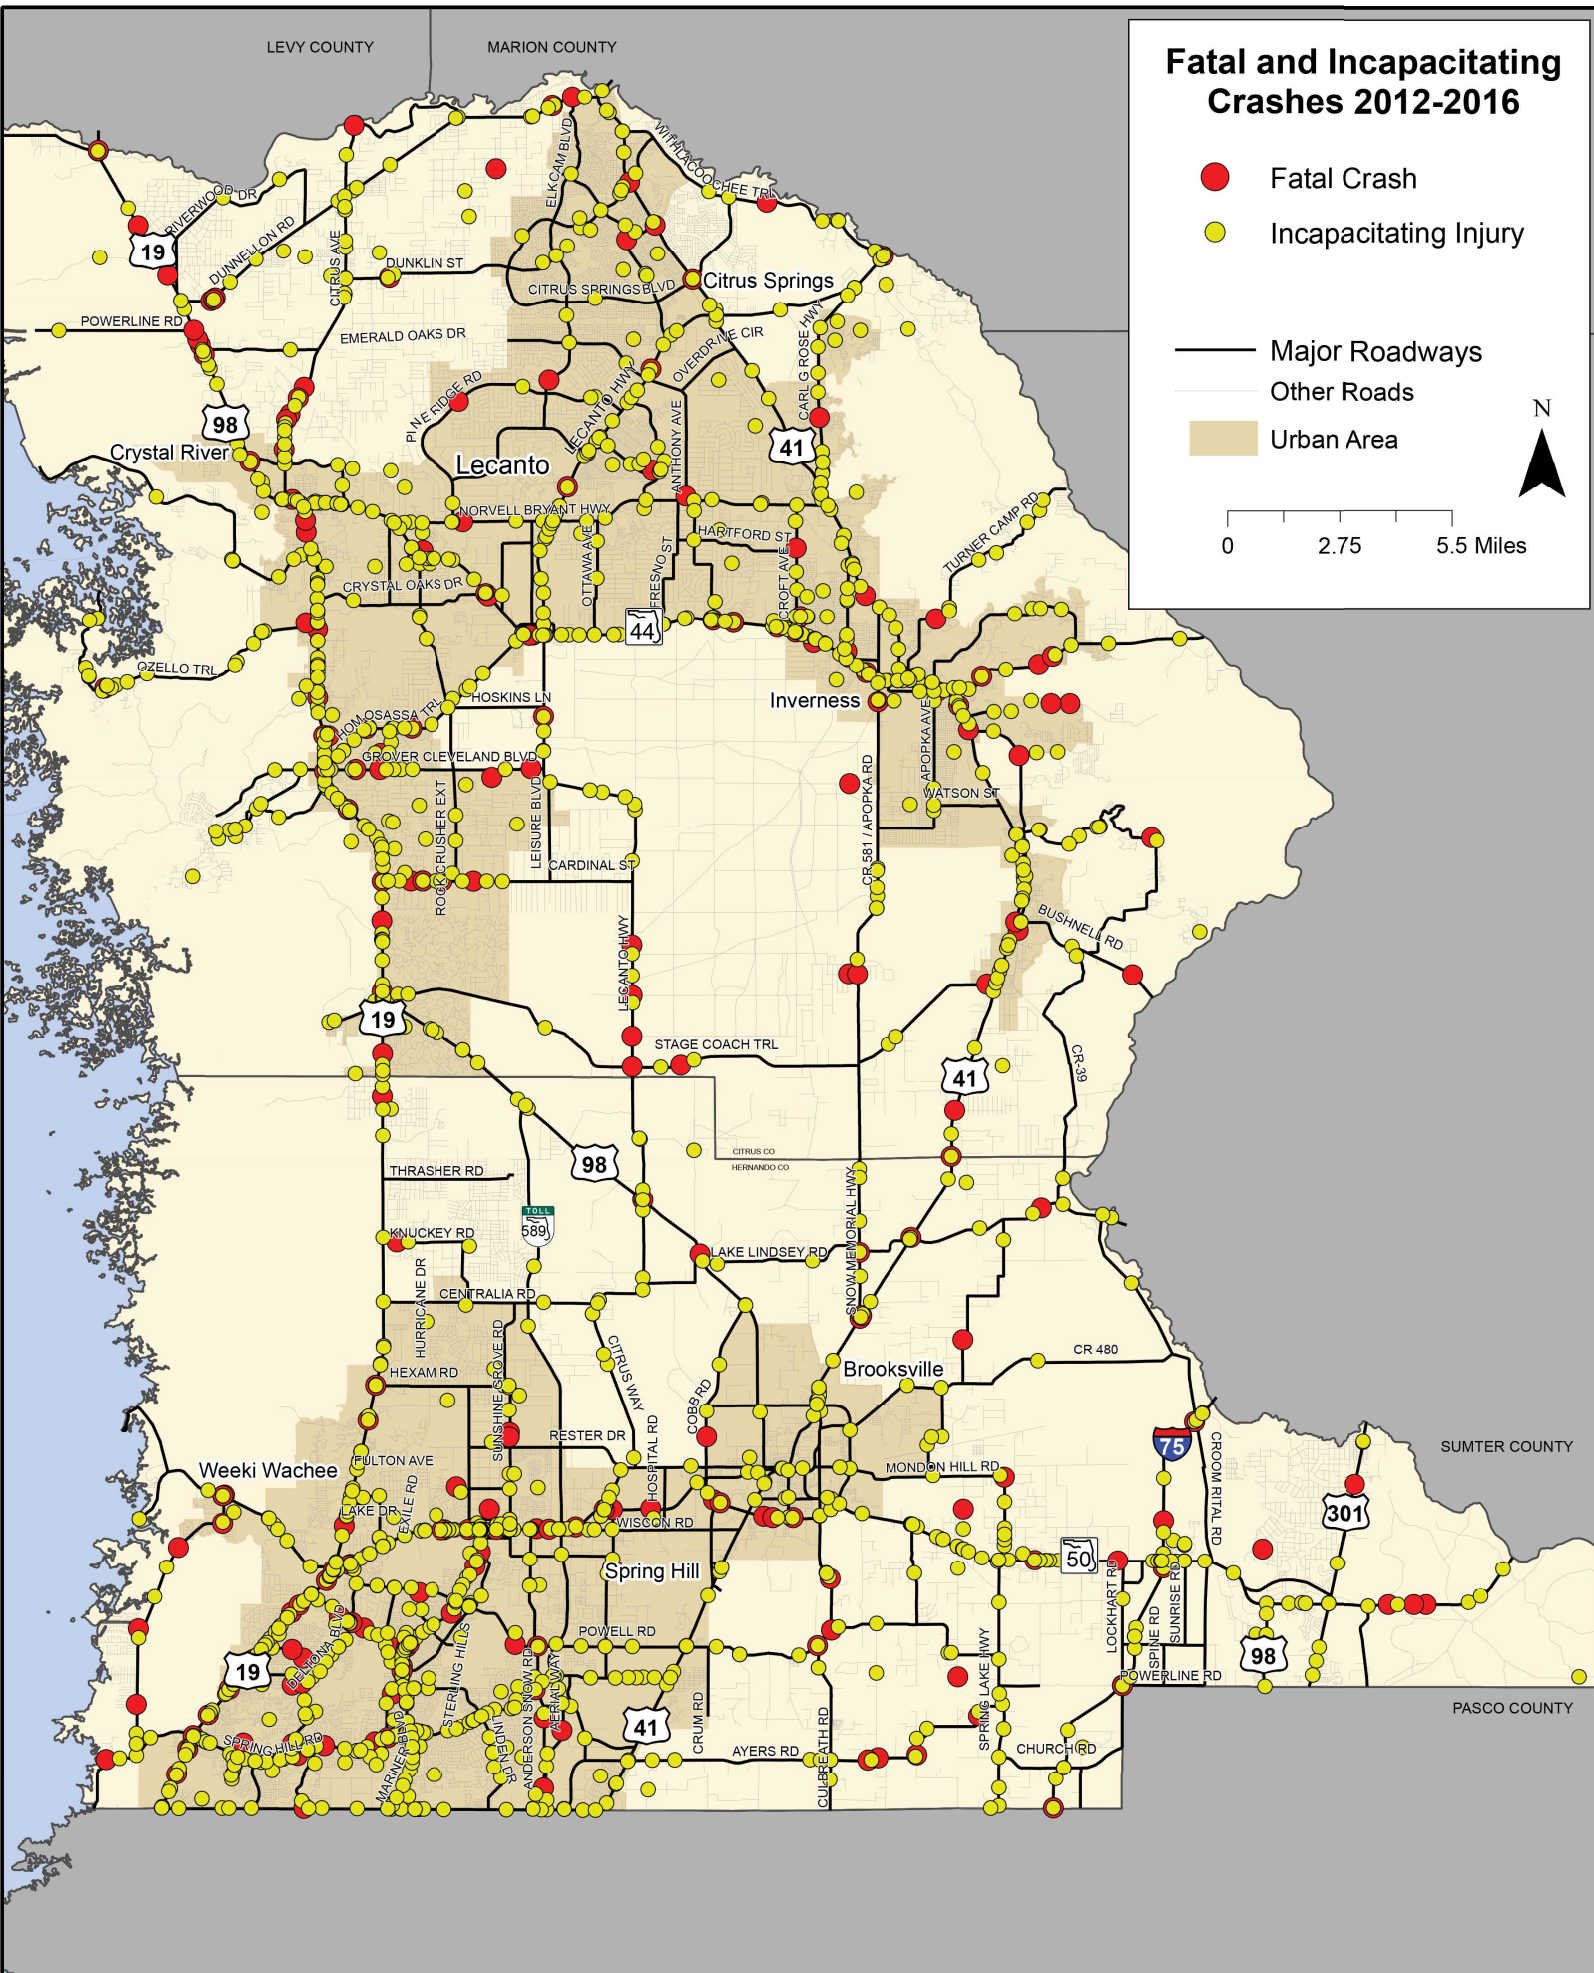 LEVY COUNTY
MARION COUNTY
Fatal and Incapacitating
Crashes 2012-2016
Fatal Crash
Incapacitating Injury
Major Roadways
Other Roads
Urban Area
N
0 2.75 5.5 Miles
WITHLACOOCHEE TRL
ELKCAM BLVD
RIVERWOOD DR
19
DUNNELLON RD
CITRUS AVE
DUNKLIN ST
CITRUS SPRINGS BLVD
Citrus Springs
POWERLINE RD
EMERALD OAKS DR
OVERDRIVE CIR
CARL G ROSE HWY
PINE RIDGE RD
LECANTO HWY
98
41
Crystal River
Lecanto
ANTHONY AVE
NORVELL BRYANT HWY
HARTFORD ST
TURNER CAMP RD
OTTAWA AVE
FRESNO ST
CROFT AVE
CRYSTAL OAKS DR
44
OZELLO TRL
HOSKINS LN
HOMOSASSA TRL
Inverness
APOPKA AVE
GROVER CLEVELAND BLVD
CR 581 / APOPKA RD
WATSON ST
ROCK CRUSHER EXT
LEISURE BLVD
CARDINAL ST
LECANTO HWY
BUSHNELL RD
19
STAGE COACH TRL
CR-39
41
CITRUS CO
HERNANDO CO
98
THRASHER RD
TOLL
589
KNUCKEY RD
LAKE LINDSEY RD
SNOW MEMORIAL HWY
HURRICANE DR
CENTRALIA RD
CITRUS WAY
SUNSHINE GROVE RD
CR 480
Brooksville
HEXAM RD
COBB RD
RESTER DR
HOSPITAL RD
75
CROOM RITAL RD
SUMTER COUNTY
FULTON AVE
Weeki Wachee
MONDON HILL RD
EXILE RD
LAKE DR
WISCON RD
301
50
Spring Hill
LOCKHART RD
SUNRISE RD
SPINE RD
DELTONA BLVD
STERLING HILLS
POWELL RD
98
19
ANDERSON SNOW RD
AERIAL WAY
SPRING LAKE HWY
POWERLINE RD
PASCO COUNTY
41
CRUM RD
CULBREATH RD
SPRING HILL RD
MARINER BLVD
LINDEN DR
AYERS RD
CHURCH RD